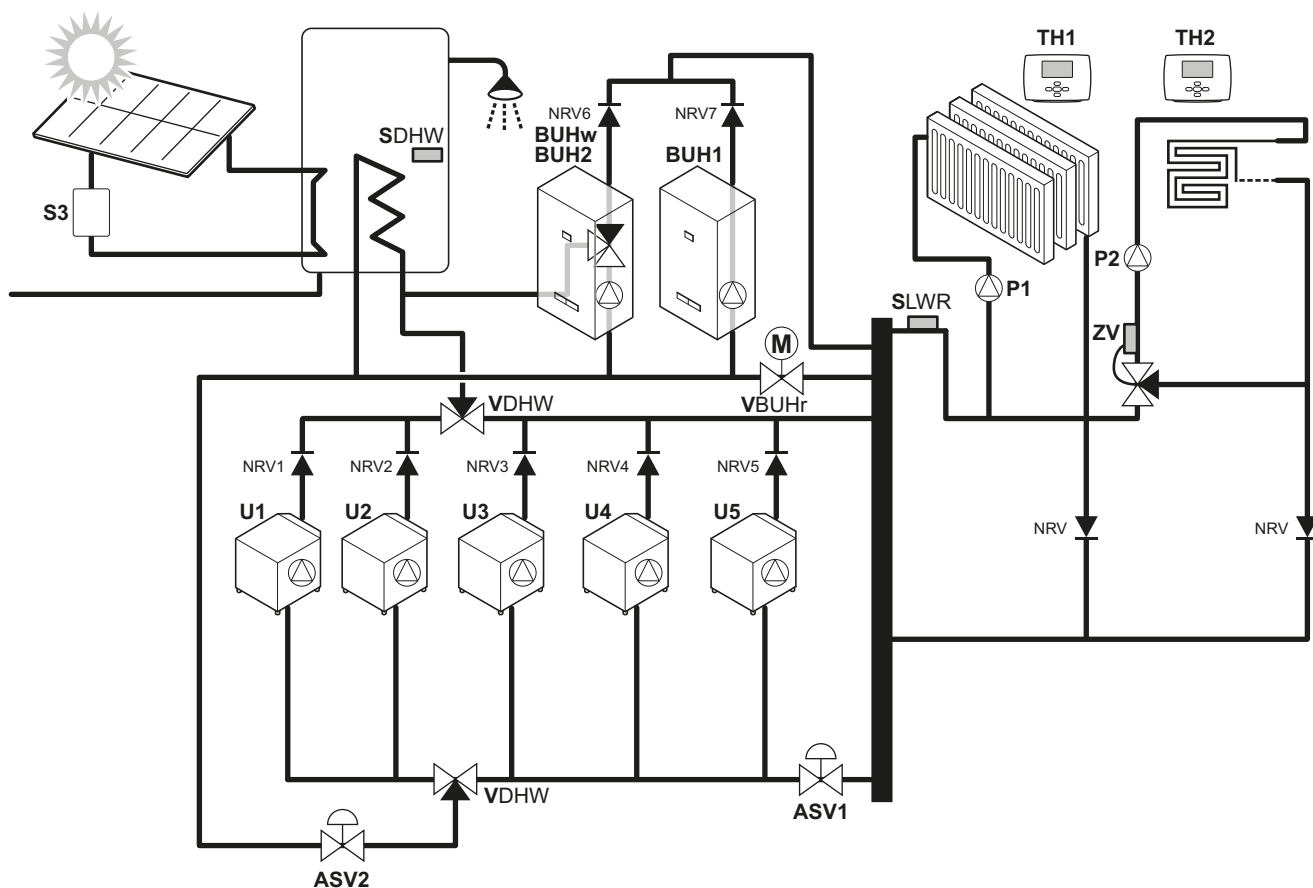 TH1
TH2
NRV6
NRV7
BUHw
BUH2
BUH1
SDHW
S3
P1
P2
SLWR
ZV
M
VDHW
VBUHr
NRV1
NRV2
NRV3
NRV4
NRV5
U1
U2
U3
U4
U5
NRV
NRV
VDHW
ASV1
ASV2